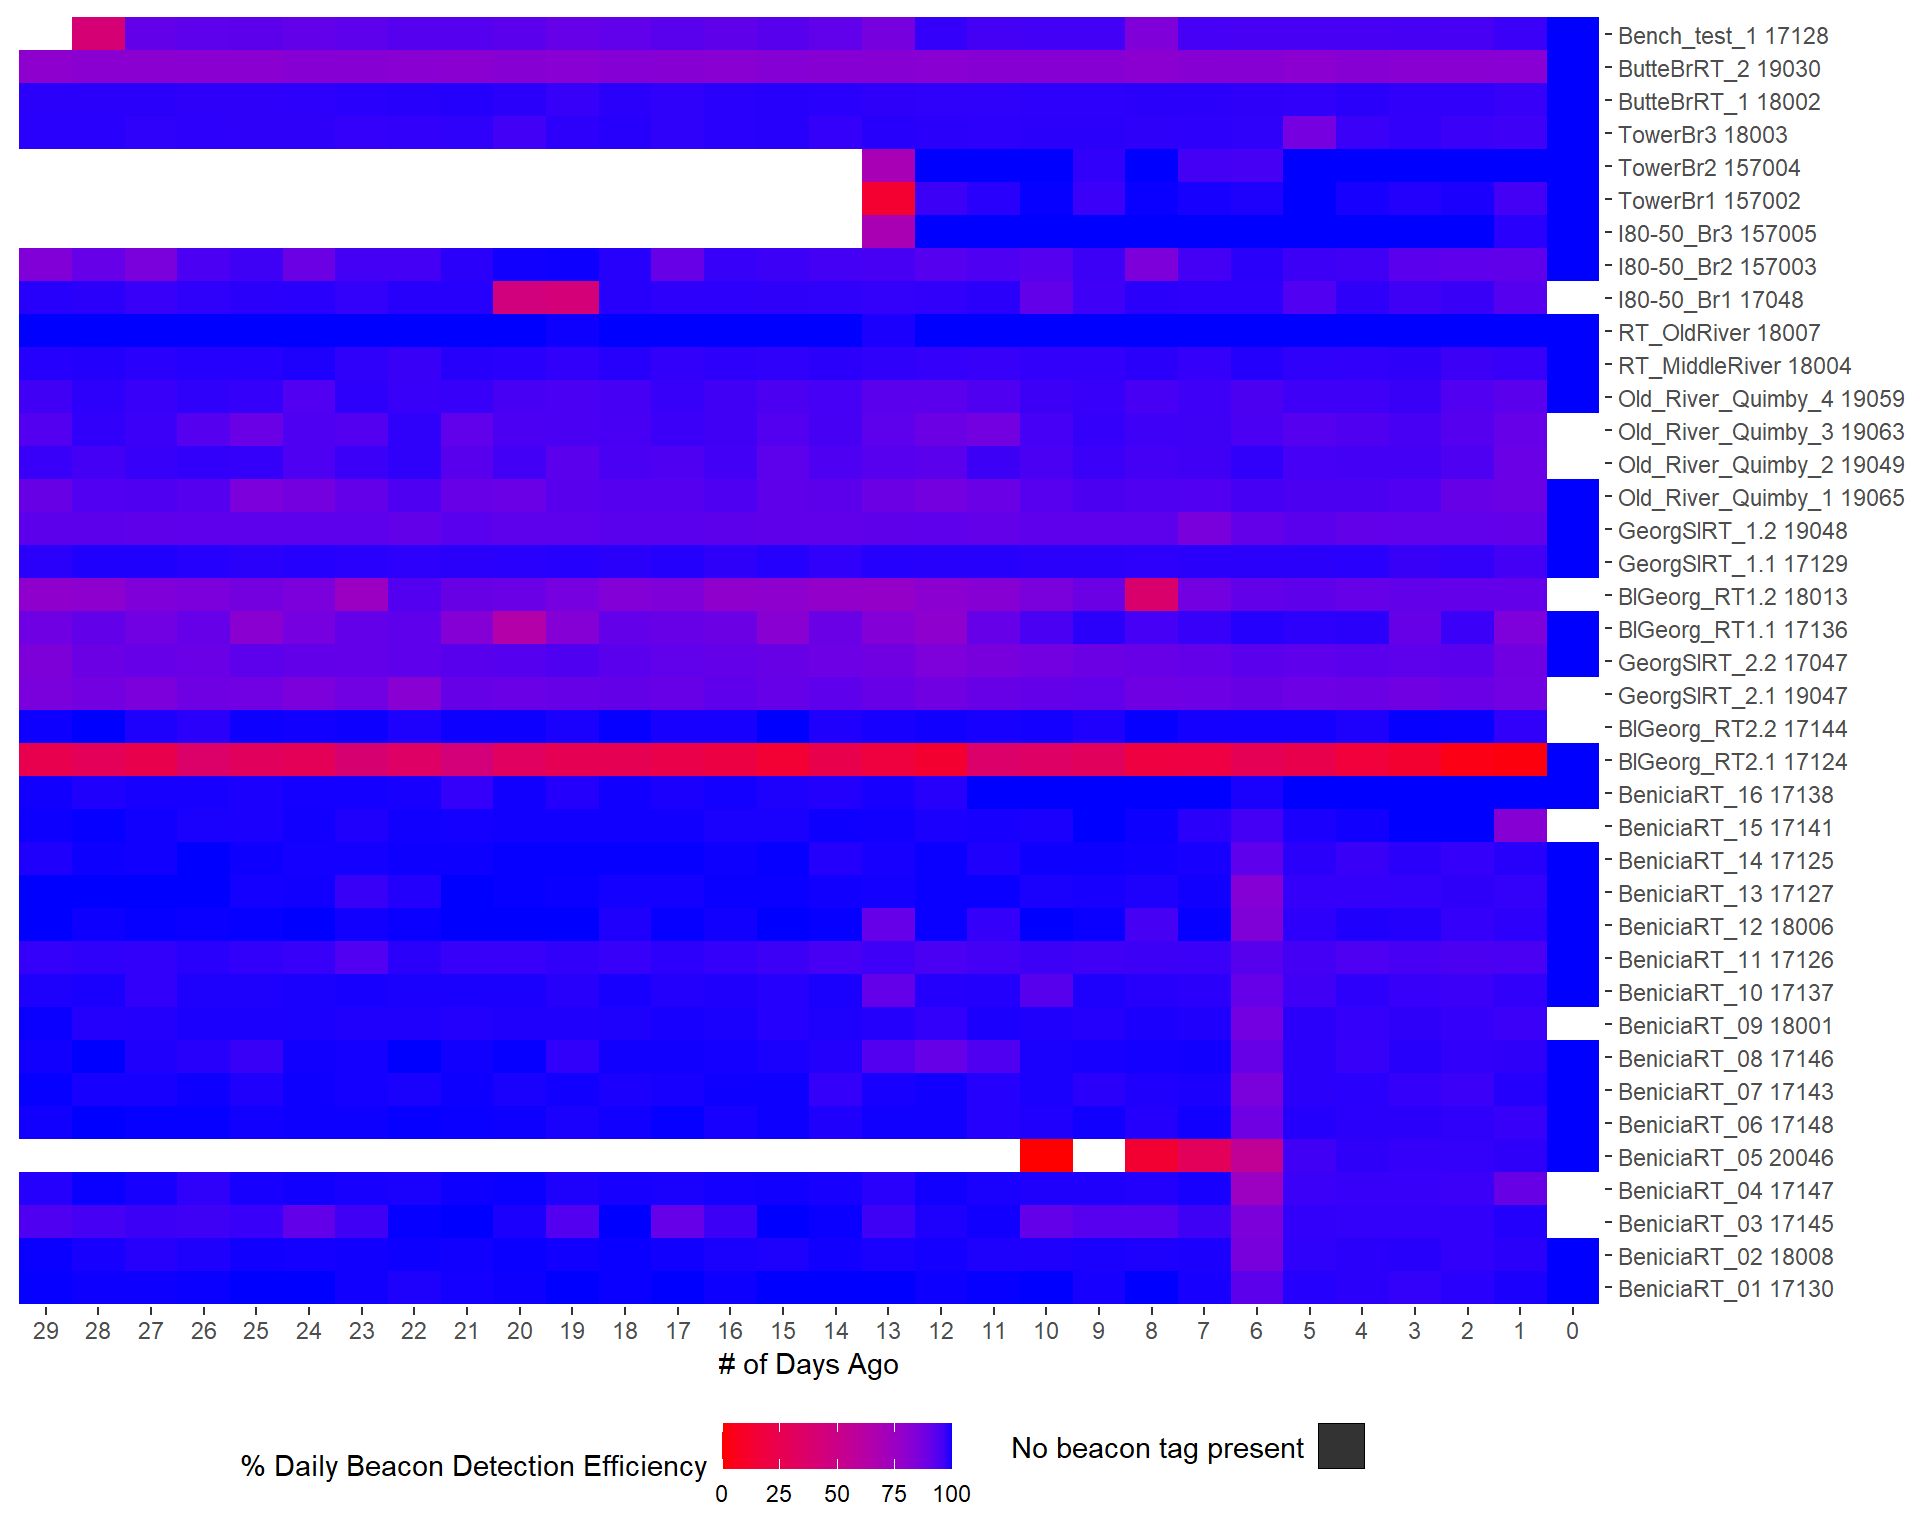 Bench_test_1 17128
ButteBrRT_2 19030
ButteBrRT_1 18002
TowerBr3 18003
TowerBr2 157004
TowerBr1 157002
I80-50_Br3 157005
I80-50_Br2 157003
I80-50_Br1 17048
RT_OldRiver 18007
RT_MiddleRiver 18004
Old_River_Quimby_4 19059
Old_River_Quimby_3 19063
Old_River_Quimby_2 19049
Old_River_Quimby_1 19065
GeorgSlRT_1.2 19048
GeorgSlRT_1.1 17129
BlGeorg_RT1.2 18013
BlGeorg_RT1.1 17136
GeorgSlRT_2.2 17047
GeorgSlRT_2.1 19047
BlGeorg_RT2.2 17144
BlGeorg_RT2.1 17124
BeniciaRT_16 17138
BeniciaRT_15 17141
BeniciaRT_14 17125
BeniciaRT_13 17127
BeniciaRT_12 18006
BeniciaRT_11 17126
BeniciaRT_10 17137
BeniciaRT_09 18001
BeniciaRT_08 17146
BeniciaRT_07 17143
BeniciaRT_06 17148
BeniciaRT_05 20046
BeniciaRT_04 17147
BeniciaRT_03 17145
BeniciaRT_02 18008
BeniciaRT_01 17130
29 28 27 26 25 24 23 22 21 20 19 18 17 16 15 14 13 12 11 10 9 8 7 6 5 4 3 2 1 0
# of Days Ago
% Daily Beacon Detection Efficiency
0 25 50 75 100
No beacon tag present